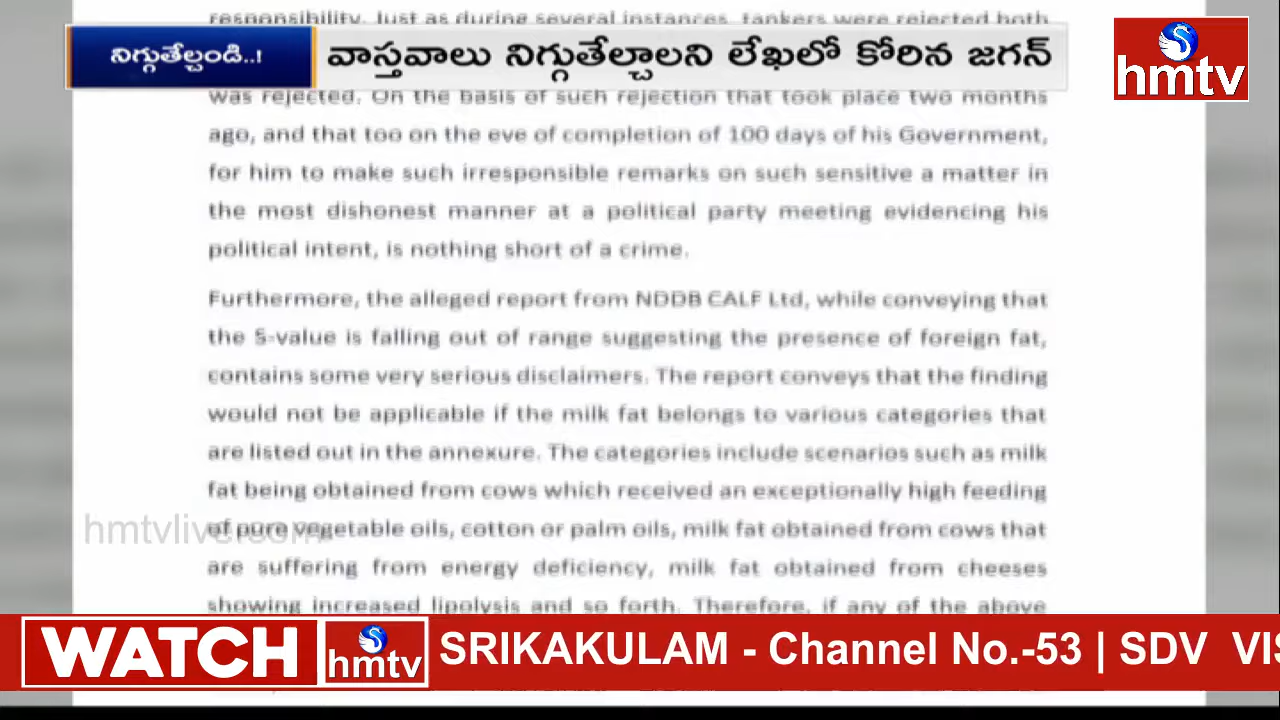 responsibility. Just as during several instances, tankers were rejected both
నిగ్గుతేల్చండి..!
వాస్తవాలు నిగ్గుతేల్చాలని లేఖలో కోరిన జగన్
hmtv
was rejected. On the basis of such rejection that took place two months
ago, and that too on the eve of completion of 100 days of his Government,
for him to make such irresponsible remarks on such sensitive a matter in
the most dishonest manner at a political party meeting evidencing his
political intent, is nothing short of a crime.
Furthermore, the alleged report from NDDB CALF Ltd, while conveying that
the S-value is falling out of range suggesting the presence of foreign fat,
contains some very serious disclaimers. The report conveys that the finding
would not be applicable if the milk fat belongs to various categories that
are listed out in the annexure. The categories include scenarios such as milk
fat being obtained from cows which received an exceptionally high feeding
of pure vegetable oils, cotton or palm oils, milk fat obtained from cows that
hmtvlive.com
are suffering from energy deficiency, milk fat obtained from cheeses
showing increased lipolysis and so forth. Therefore, if any of the above
WATCH hmtv SRIKAKULAM - Channel No.-53 | SDV VIS